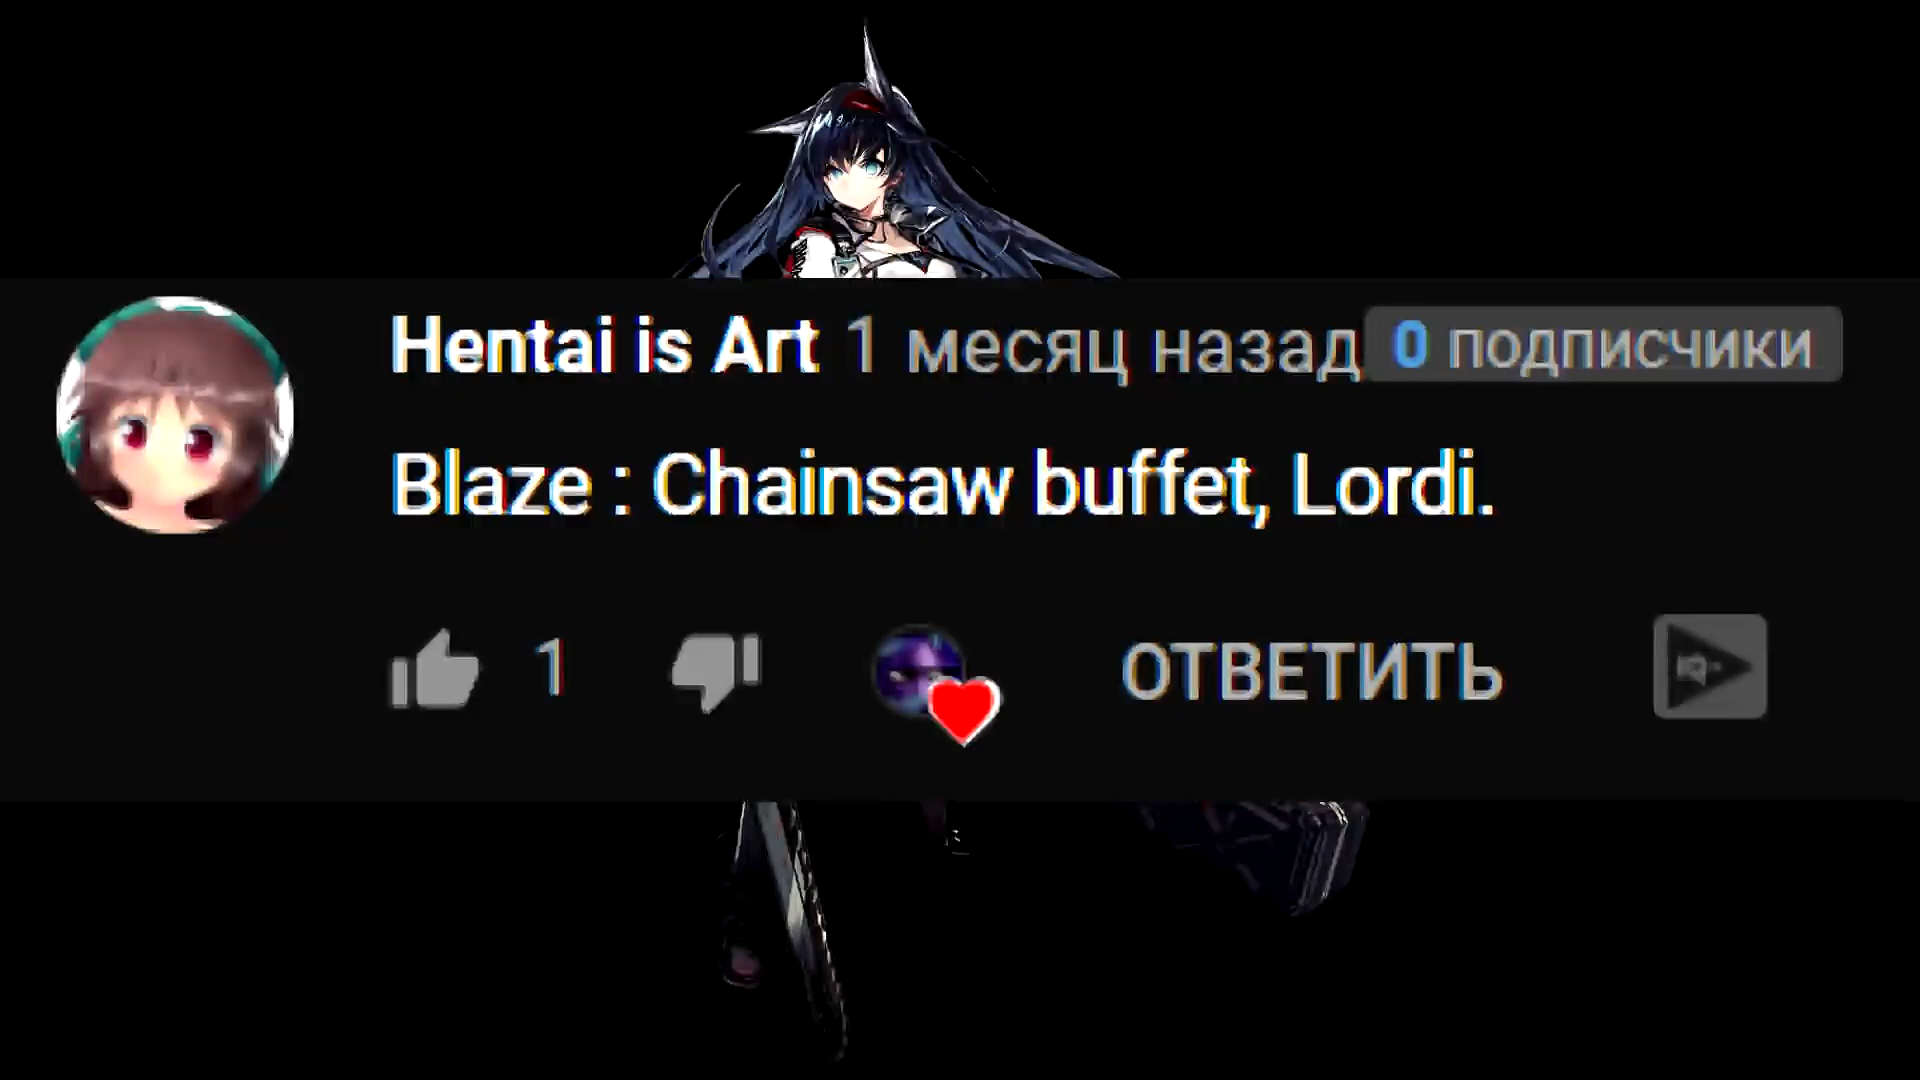 Hentai is Art 1 месяц назад 0 подписчики
Blaze : Chainsaw buffet, Lordi.
1 ОТВЕТИТЬ